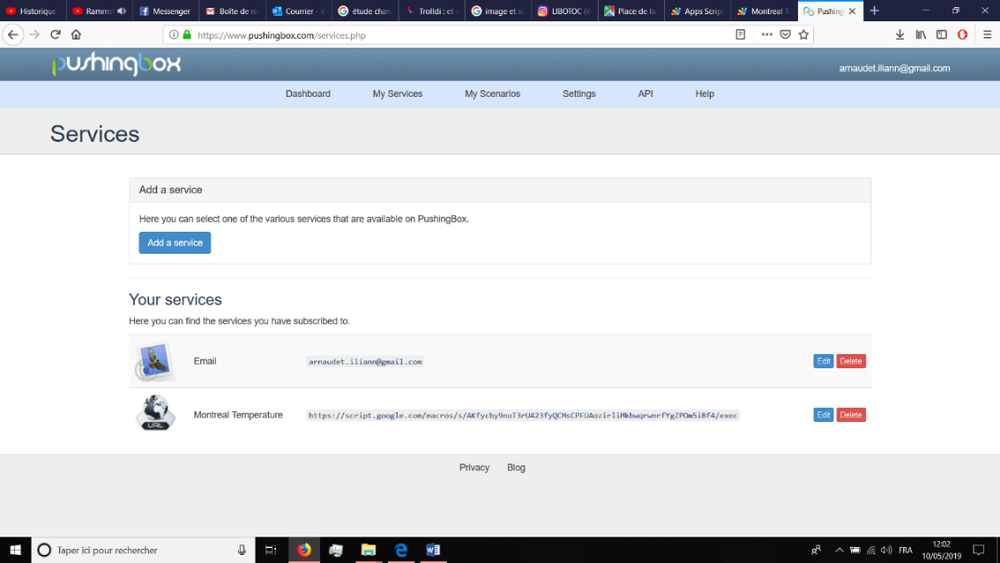 Historique
Rammst
Messenger
Boîte de ré
Courrier - il
étude chan
Trolldi : et s
image et so
LIBOTOC (@
Place de la
Apps Script
Montreal Te
Pushing
https://www.pushingbox.com/services.php
pushingbox
arnaudet.iliann@gmail.com
Dashboard My Services My Scenarios Settings API Help
Services
Add a service
Here you can select one of the various services that are available on PushingBox.
Add a service
Your services
Here you can find the services you have subscribed to.
Email arnaudet.iliann@gmail.com Edit Delete
URL
Montreal Temperature https://script.google.com/macros/s/AKfycby9noT3rU423fyQCMsCPFUAozirliMkbwqrwnrfYgZPOm5iBf4/exec Edit Delete
Privacy Blog
Taper ici pour rechercher
FRA
12:02
10/05/2019